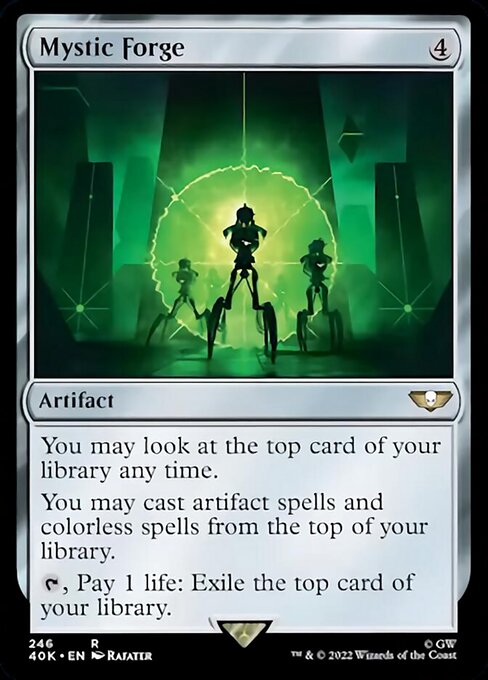 Mystic Forge 4
Artifact
You may look at the top card of your
library any time.
You may cast artifact spells and
colorless spells from the top of your
library.
, Pay 1 life: Exile the top card of
your library.
246 R
40K • EN Rafater
© GW
™ & © 2022 Wizards of the Coast